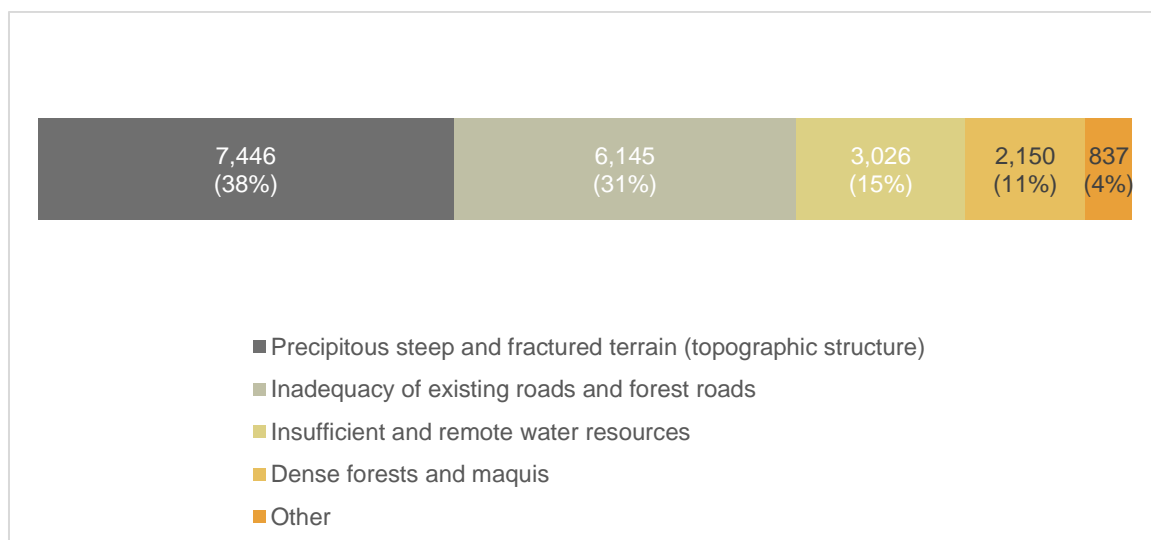 7,446 6,145 3,026 2,150 837
(38%) (31%) (15%) (11%) (4%)
Precipitous steep and fractured terrain (topographic structure)
Inadequacy of existing roads and forest roads
Insufficient and remote water resources
Dense forests and maquis
Other